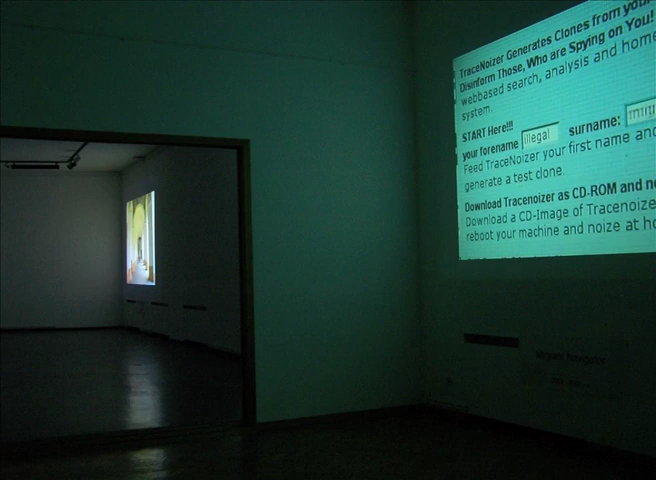 TraceNoizer Generates Clones from your
Disinform Those, Who are Spying on You!
webbased search, analysis and home
system.
START Here!!!
your forename illegal surname:
Feed TraceNoizer your first name and
generate a test clone.
Download Tracenoizer as CD-ROM and no
Download a CD-Image of Tracenoize
reboot your machine and noize at ho